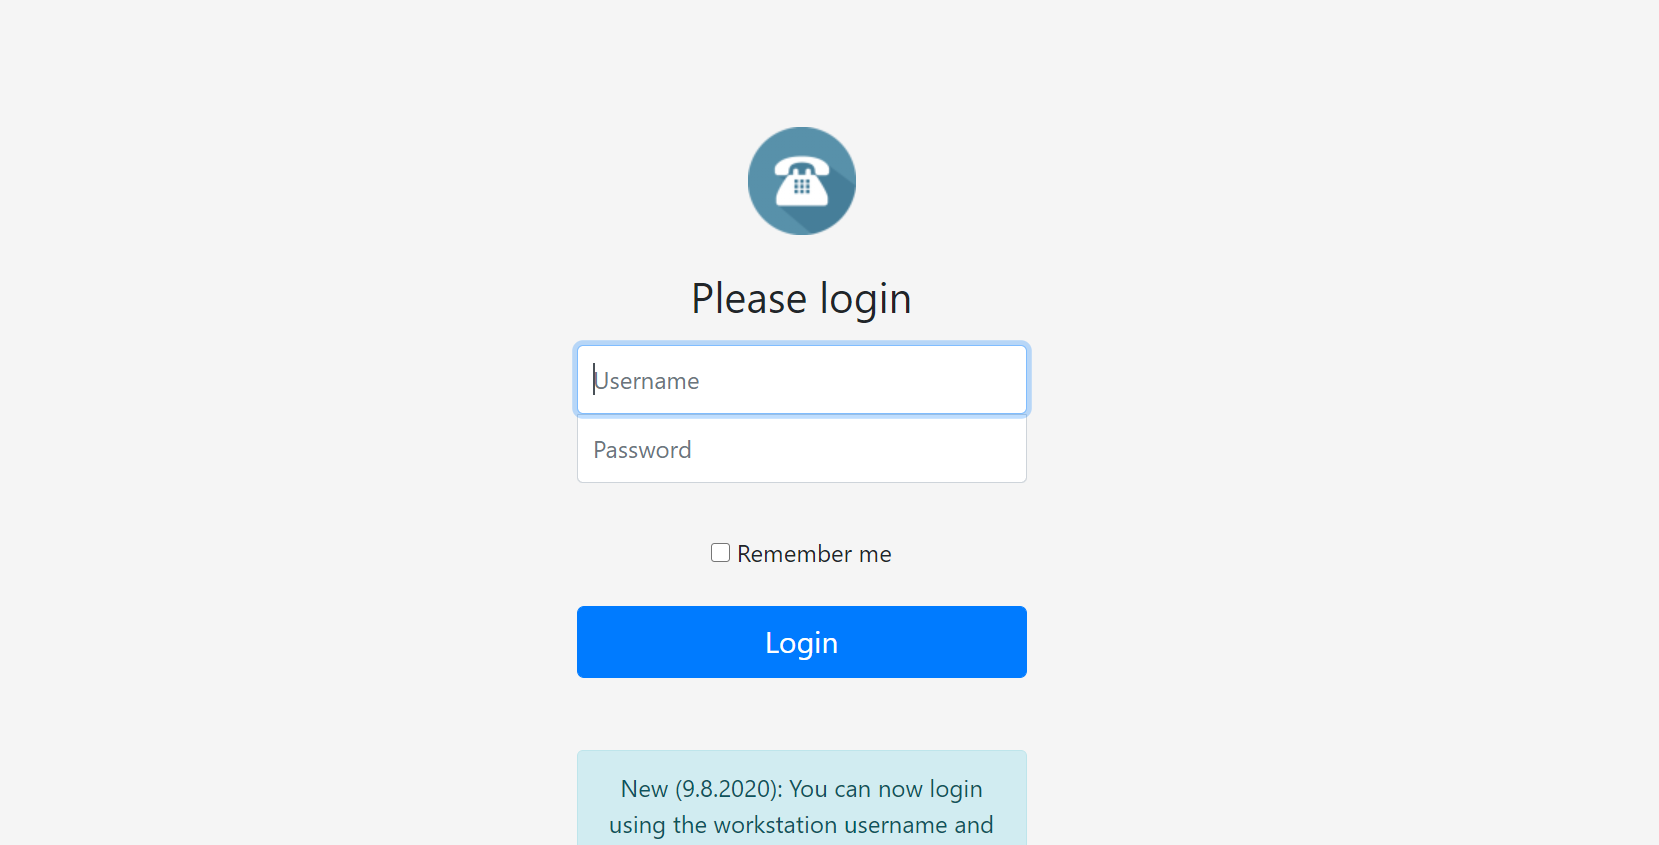 Please login
Username
Password
Remember me
Login
New (9.8.2020): You can now login
using the workstation username and